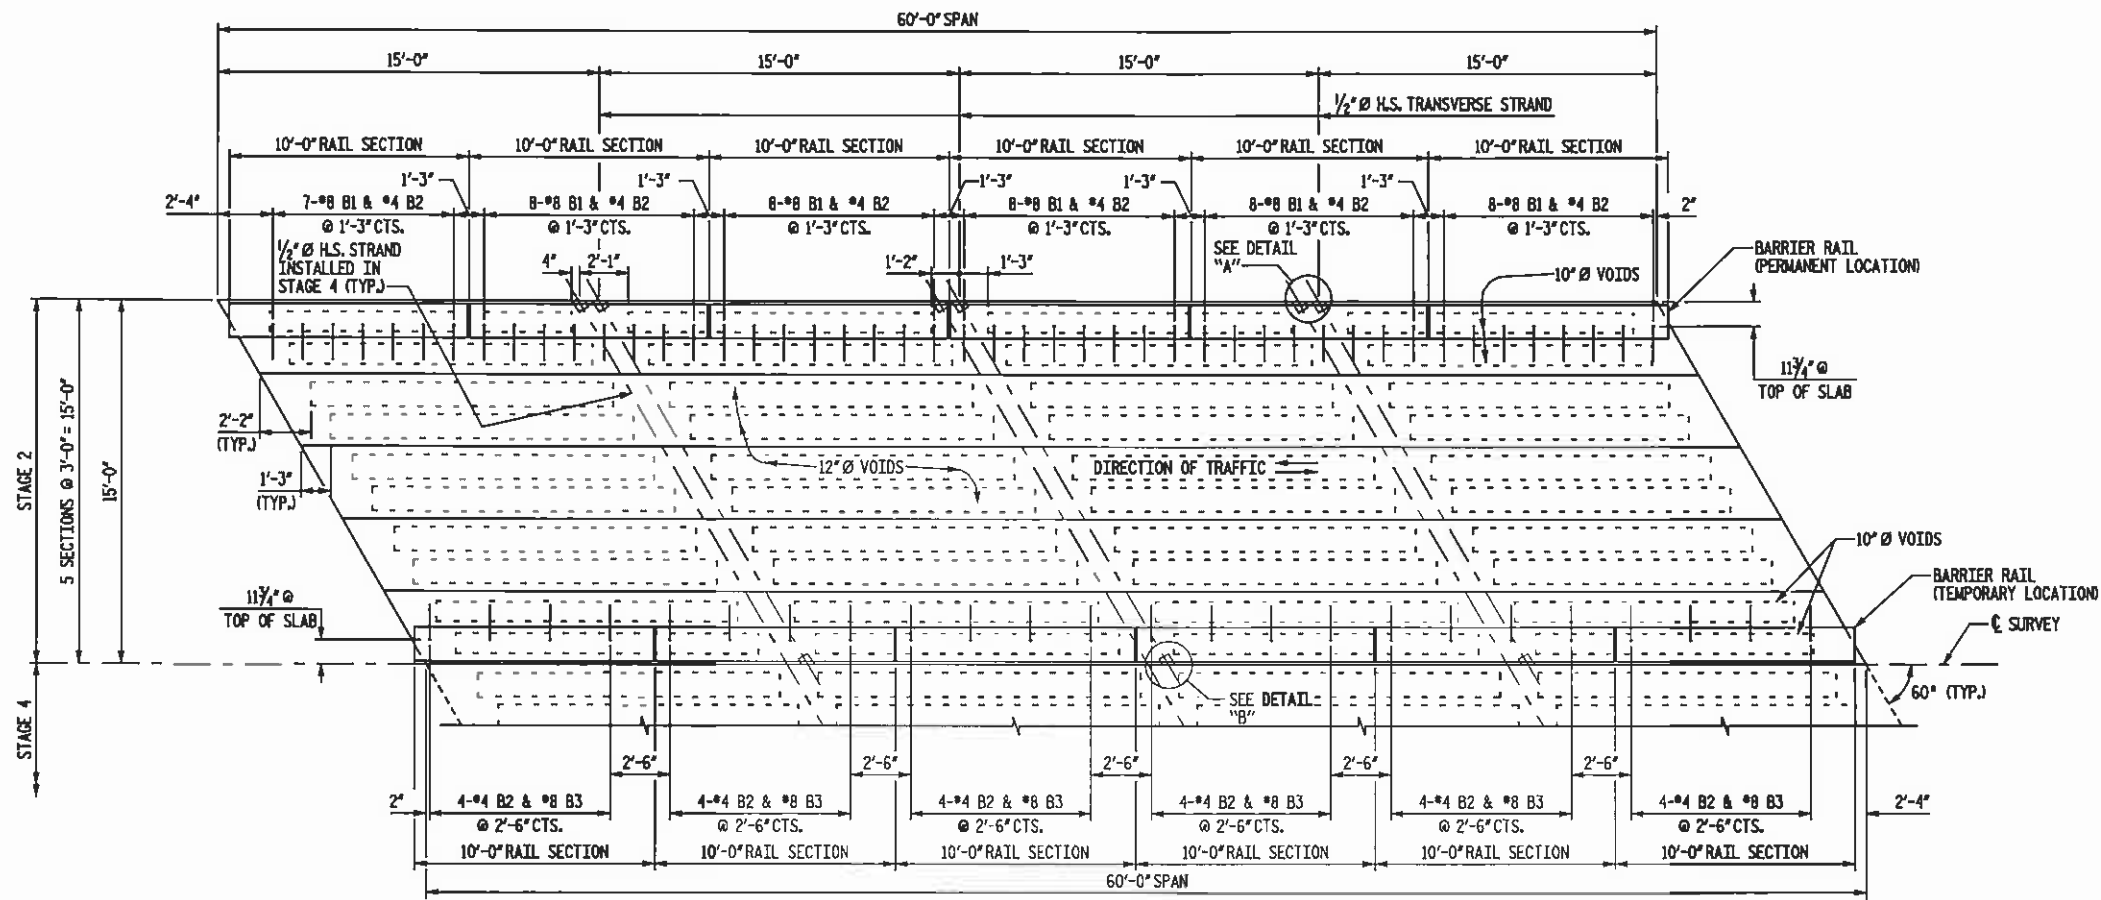 60'-0" SPAN
15'-0" 15'-0" 15'-0" 15'-0"
1/2" Ø H.S. TRANSVERSE STRAND
10'-0" RAIL SECTION 10'-0" RAIL SECTION 10'-0" RAIL SECTION 10'-0" RAIL SECTION 10'-0" RAIL SECTION 10'-0" RAIL SECTION
1'-3" 1'-3" 1'-3" 1'-3" 1'-3"
2'-4" 7-#8 B1 & #4 B2 8-#8 B1 & #4 B2 8-#8 B1 & #4 B2 8-#8 B1 & #4 B2 8-#8 B1 & #4 B2 8-#8 B1 & #4 B2 2"
@ 1'-3" CTS. @ 1'-3" CTS. @ 1'-3" CTS. @ 1'-3" CTS. @ 1'-3" CTS. @ 1'-3" CTS.
1/2" Ø H.S. STRAND
INSTALLED IN
STAGE 4 (TYP.)
4" 2'-1" 1'-2" 1'-3"
SEE DETAIL
"A"
10" Ø VOIDS
BARRIER RAIL
(PERMANENT LOCATION)
11 3/4" @
TOP OF SLAB
STAGE 2
5 SECTIONS @ 3'-0" = 15'-0"
15'-0"
2'-2"
(TYP.)
1'-3"
(TYP.)
12" Ø VOIDS
DIRECTION OF TRAFFIC
10" Ø VOIDS
BARRIER RAIL
(TEMPORARY LOCATION)
℄ SURVEY
11 3/4" @
TOP OF SLAB
60° (TYP.)
SEE DETAIL
"B"
STAGE 4
2'-6" 2'-6" 2'-6" 2'-6" 2'-6"
2" 4-#4 B2 & #8 B3 4-#4 B2 & #8 B3 4-#4 B2 & #8 B3 4-#4 B2 & #8 B3 4-#4 B2 & #8 B3 4-#4 B2 & #8 B3 2'-4"
@ 2'-6" CTS. @ 2'-6" CTS. @ 2'-6" CTS. @ 2'-6" CTS. @ 2'-6" CTS. @ 2'-6" CTS.
10'-0" RAIL SECTION 10'-0" RAIL SECTION 10'-0" RAIL SECTION 10'-0" RAIL SECTION 10'-0" RAIL SECTION 10'-0" RAIL SECTION
60'-0" SPAN